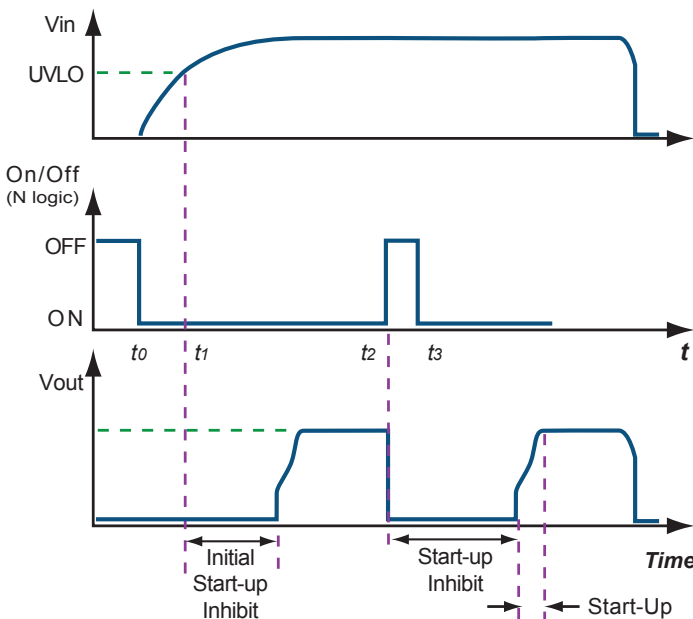 Vin
UVLO
On/Off
(N logic)
OFF
ON
t0 t1 t2 t3 t
Vout
Initial
Start-up
Inhibit
Start-up
Inhibit
Time
Start-Up